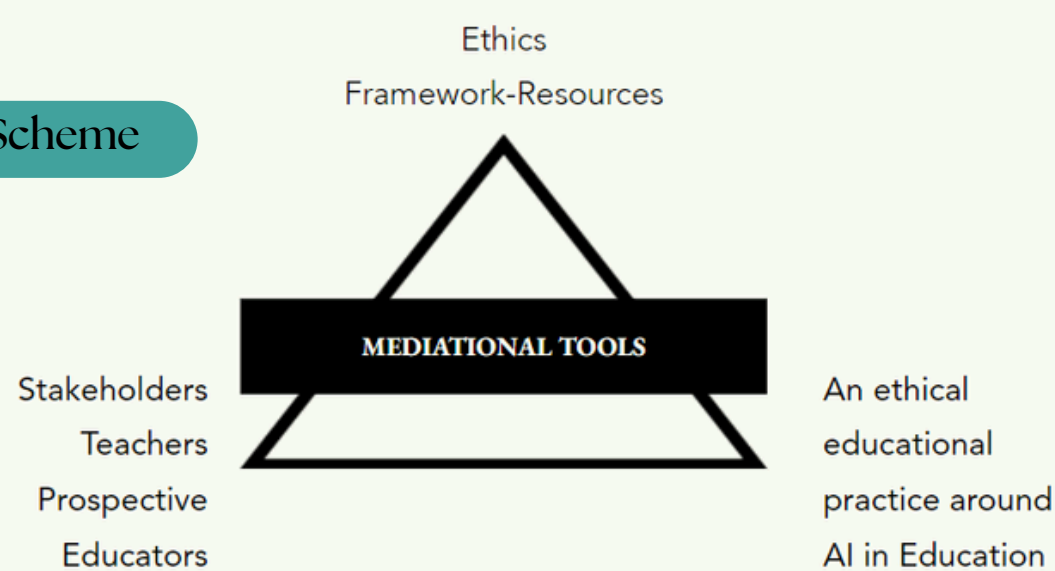 Ethics
Framework-Resources
Scheme
MEDIATIONAL TOOLS
Stakeholders
Teachers
Prospective
Educators
An ethical
educational
practice around
AI in Education